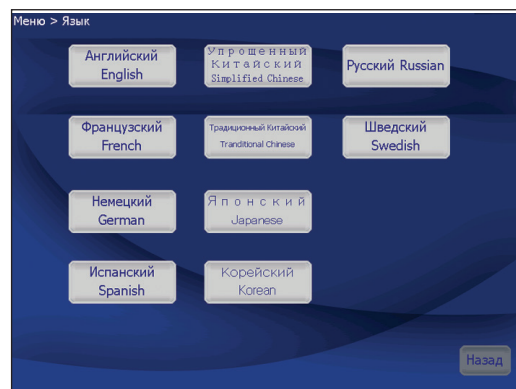 Меню > Язык
Английский
English
Упрощенный
Китайский
Simplified Chinese
Русский Russian
Французский
French
Традиционный Китайский
Tranditional Chinese
Шведский
Swedish
Немецкий
German
Японский
Japanese
Испанский
Spanish
Корейский
Korean
Назад